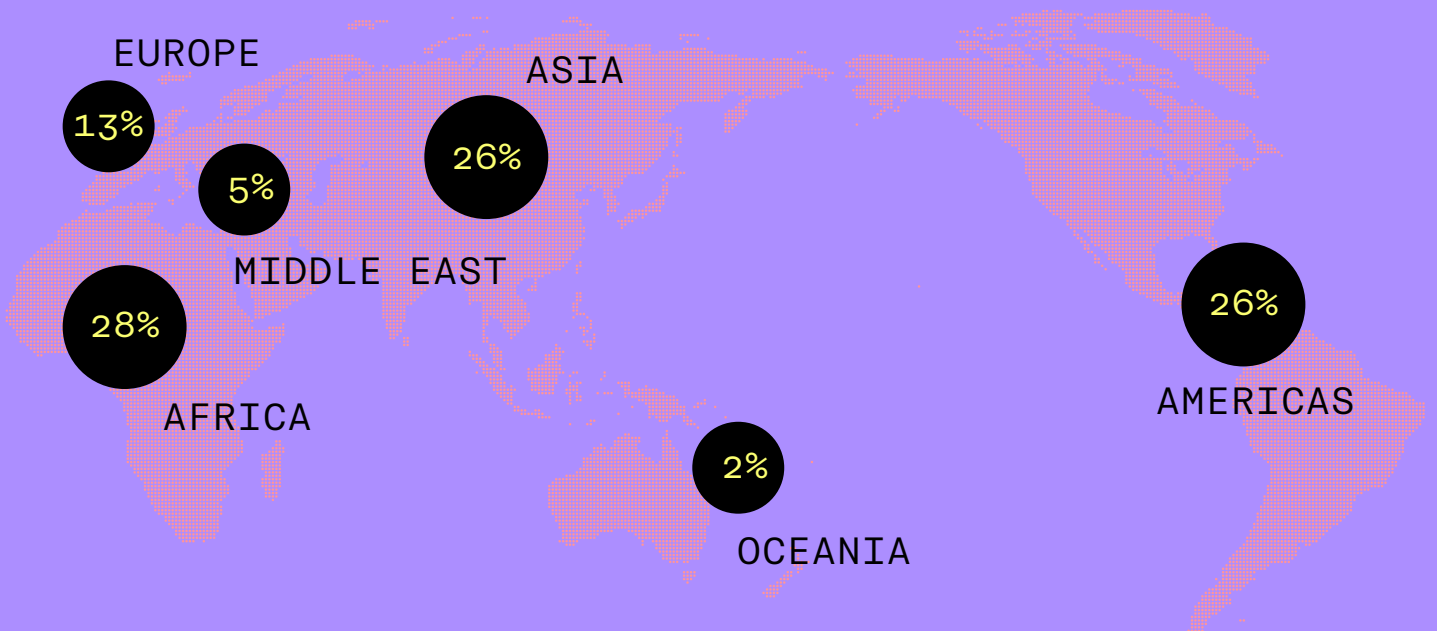 EUROPE
13%
5%
MIDDLE EAST
ASIA
26%
28%
AFRICA
2%
OCEANIA
26%
AMERICAS